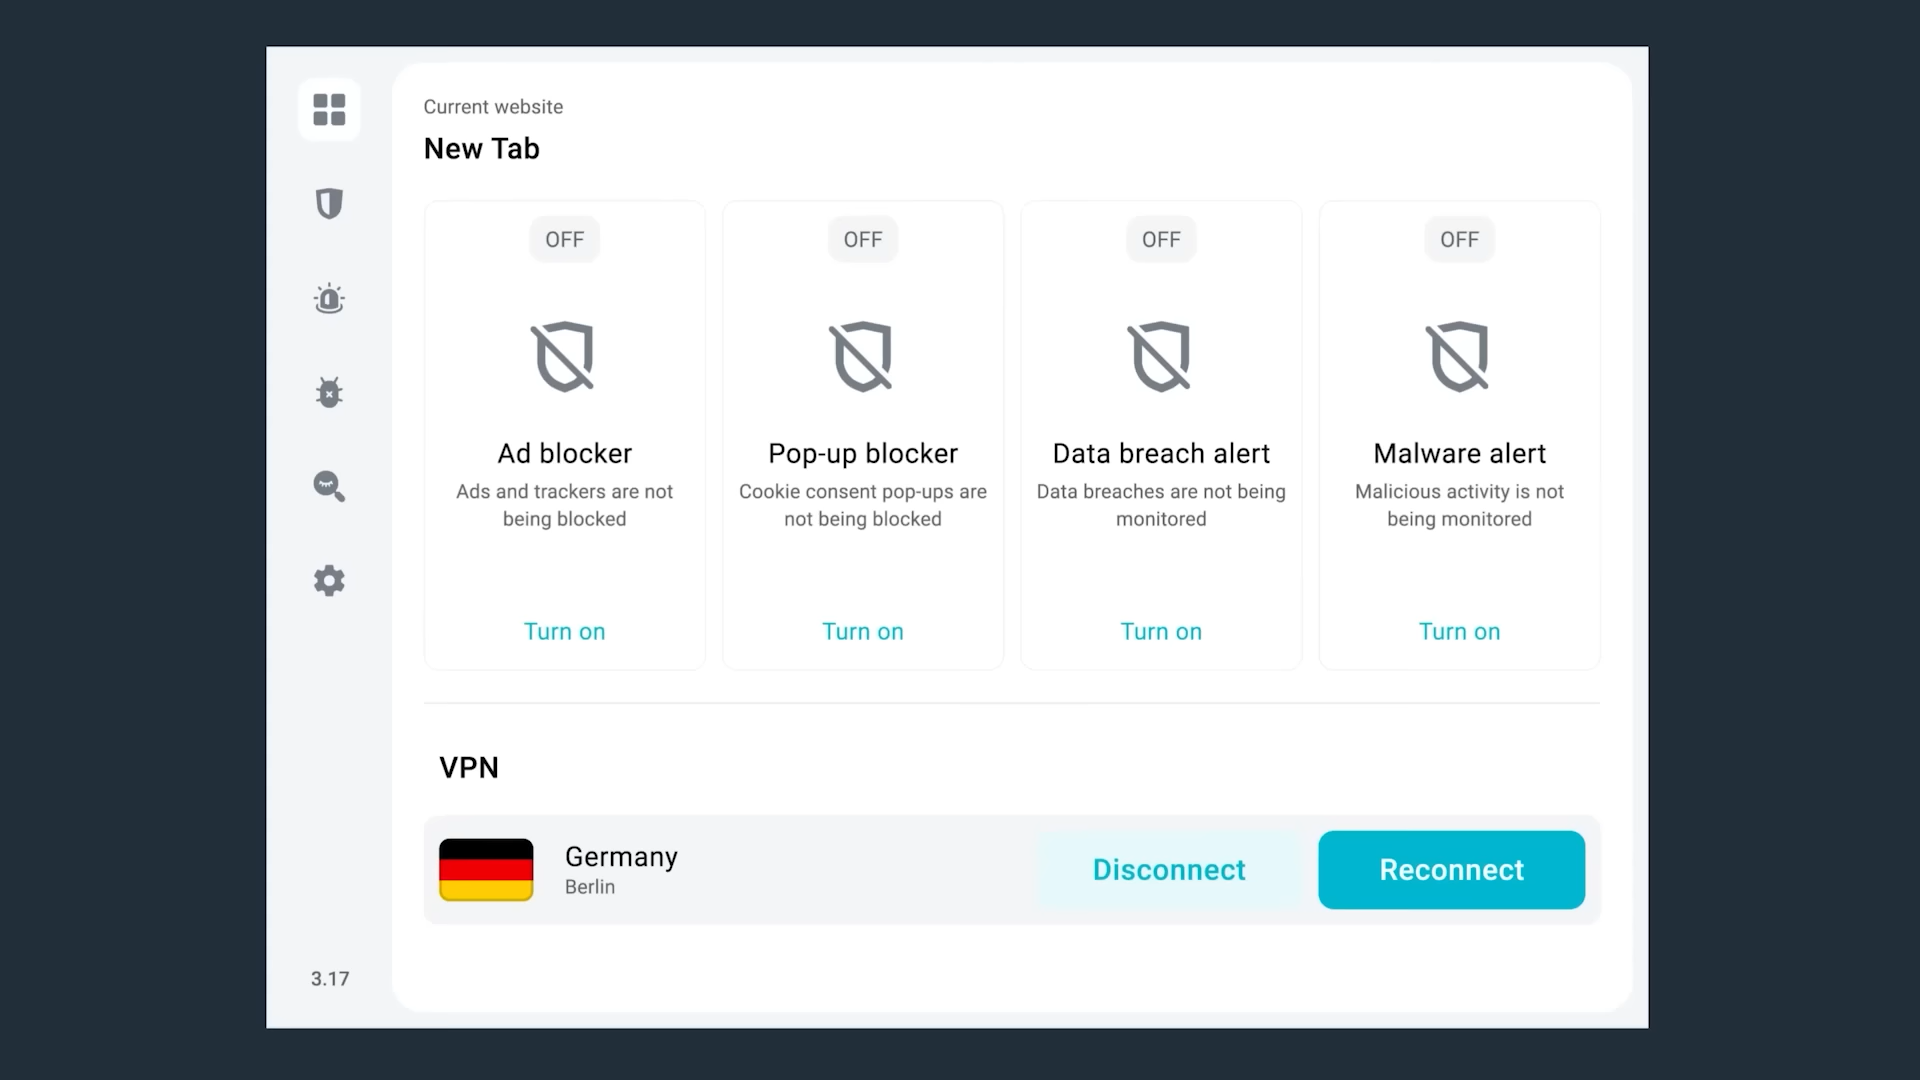 Current website
New Tab
OFF
OFF
OFF
OFF
Ad blocker
Ads and trackers are not
being blocked
Turn on
Pop-up blocker
Cookie consent pop-ups are
not being blocked
Turn on
Data breach alert
Data breaches are not being
monitored
Turn on
Malware alert
Malicious activity is not
being monitored
Turn on
VPN
Germany
Berlin
Disconnect
Reconnect
3.17